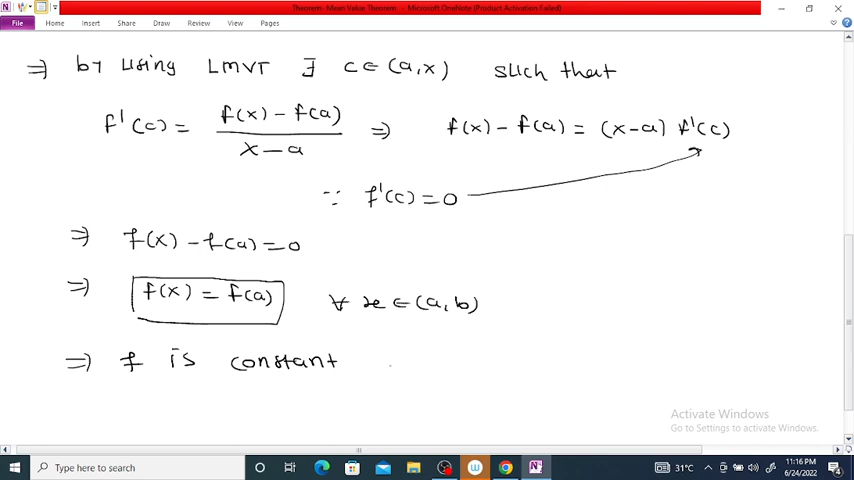 Theorem- Mean Value Theorem - Microsoft OneNote (Product Activation Failed)
File Home Insert Share Draw Review View Pages
⇒ by using LMVT ∃ c ∈ (a,x) such that
f'(c) = f(x) - f(a) / x - a ⇒ f(x) - f(a) = (x-a) f'(c)
∵ f'(c) = 0
⇒ f(x) - f(a) = 0
⇒ f(x) = f(a) ∀ x ∈ (a,b)
⇒ f is constant
Activate Windows
Go to Settings to activate Windows.
Type here to search
31°C
11:16 PM
6/24/2022
4